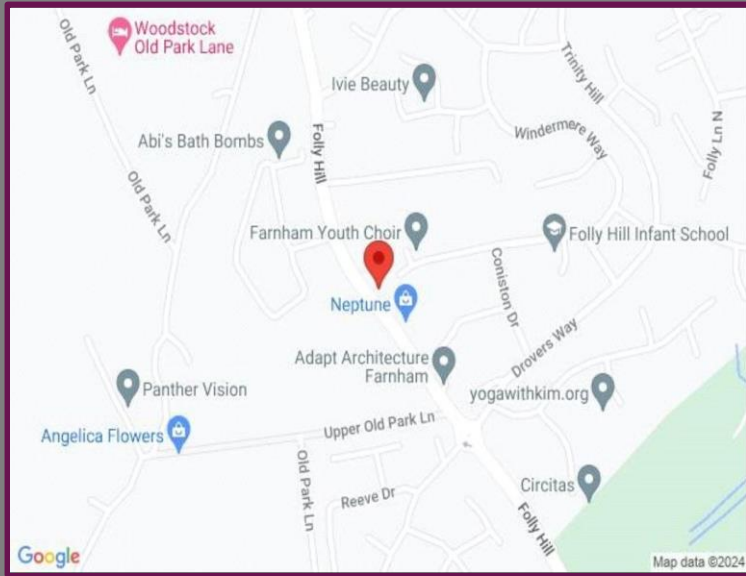 Woodstock
Old Park Lane
Old Park Ln
Ivie Beauty
Trinity Hill
Folly Ln N
Windermere Way
Abi's Bath Bombs
Folly Hill
Old Park Ln
Farnham Youth Choir
Folly Hill Infant School
Neptune
Coniston Dr
Drovers Way
Adapt Architecture
Farnham
Panther Vision
yogawithkim.org
Upper Old Park Ln
Angelica Flowers
Old Park Ln
Reeve Dr
Circitas
Folly Hill
Google
Map data ©2024